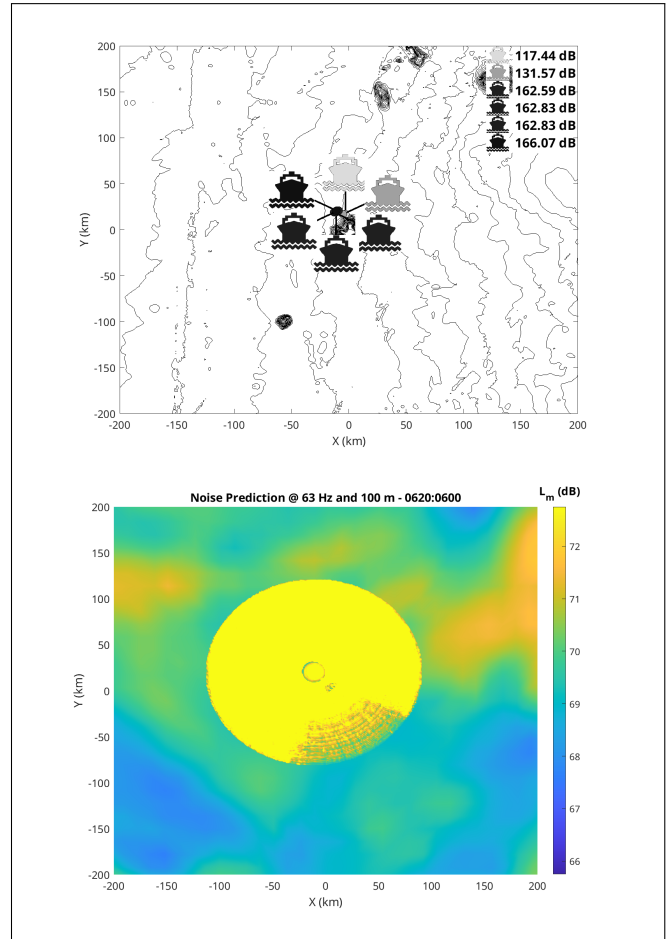 200
150
100
50
0
-50
-100
-150
-200
Y (km)
117.44 dB
131.57 dB
162.59 dB
162.83 dB
162.83 dB
166.07 dB
-200 -150 -100 -50 0 50 100 150 200
X (km)
Noise Prediction @ 63 Hz and 100 m - 0620:0600
Lm (dB)
200
150
100
50
0
-50
-100
-150
-200
Y (km)
72
71
70
69
68
67
66
-200 -150 -100 -50 0 50 100 150 200
X (km)